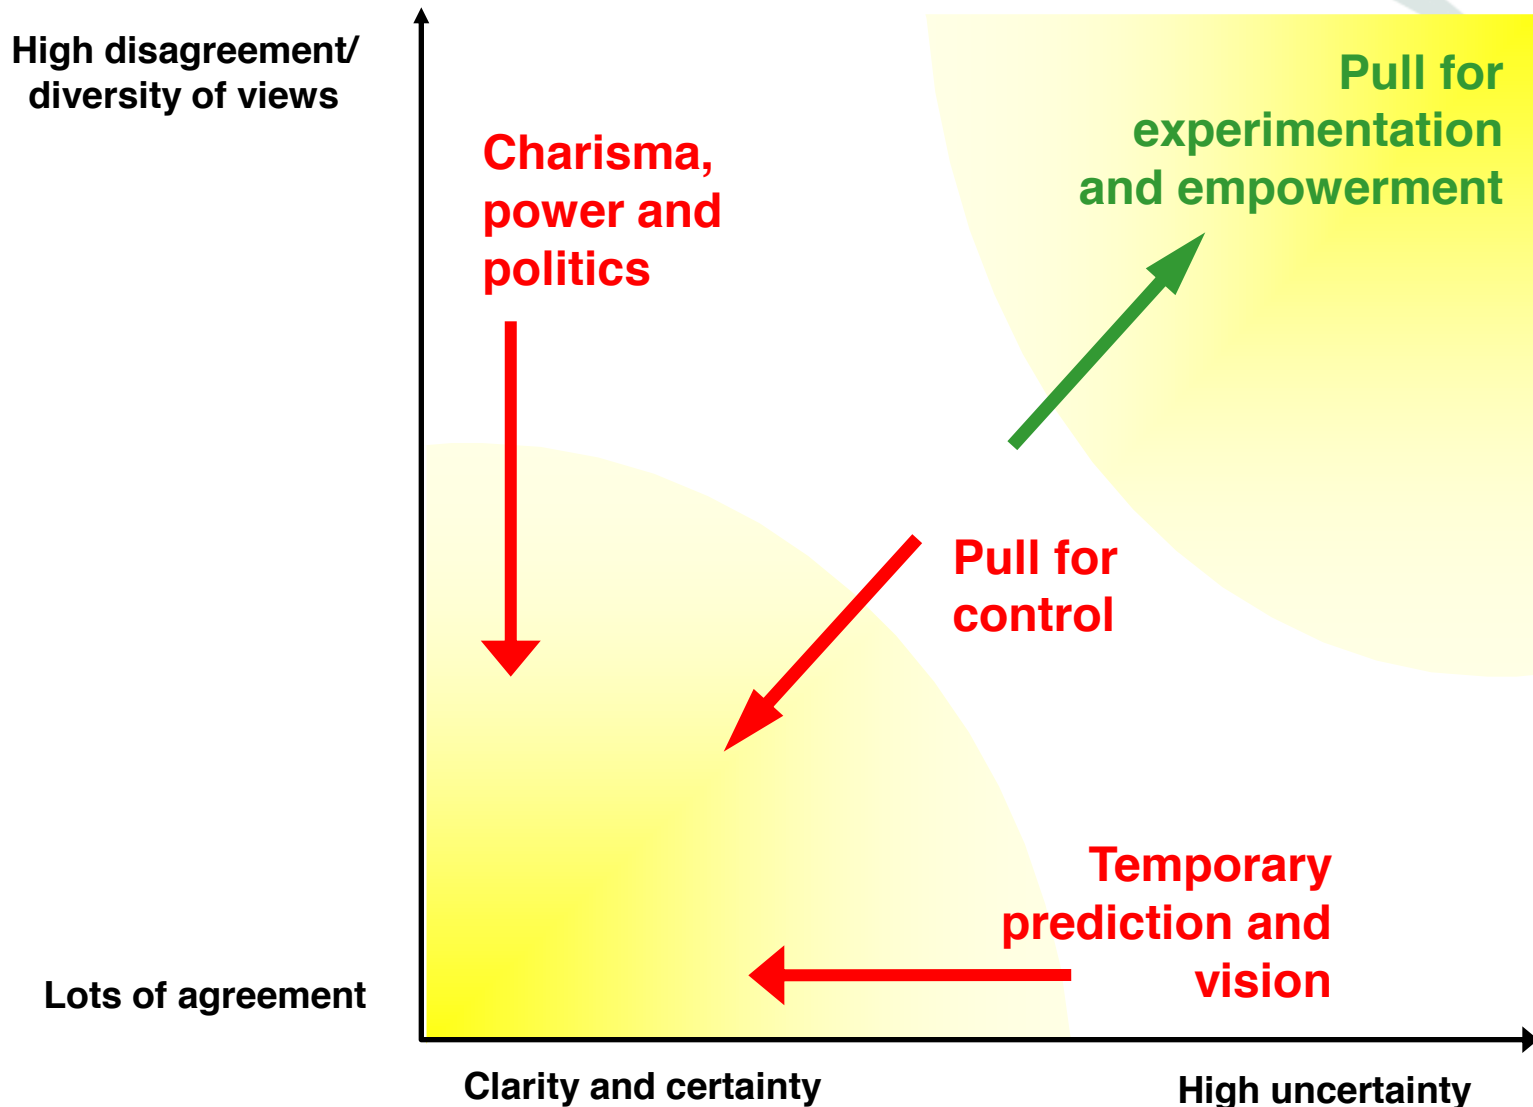 High disagreement/
diversity of views
Charisma,
power and
politics
Pull for
experimentation
and empowerment
Pull for
control
Temporary
prediction and
vision
Lots of agreement
Clarity and certainty
High uncertainty